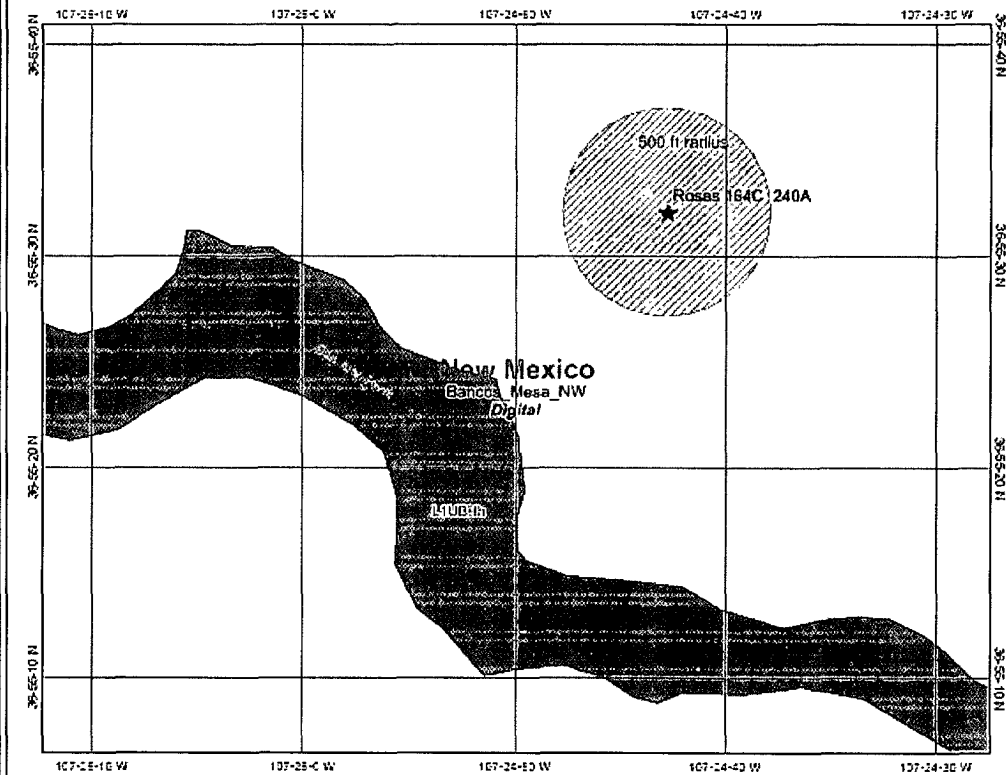 107-25-10 W 107-25-0 W 107-24-50 W 107-24-40 W 107-24-30 W
36-55-40 N
36-55-40 N
500 ft radius
Rosas 164C, 240A
36-55-30 N
36-55-30 N
New Mexico
Bancos_Mesa_NW
Digital
36-55-20 N
36-55-20 N
L1UBHh
36-55-10 N
36-55-10 N
107-25-10 W 107-25-0 W 107-24-50 W 107-24-40 W 107-24-30 W